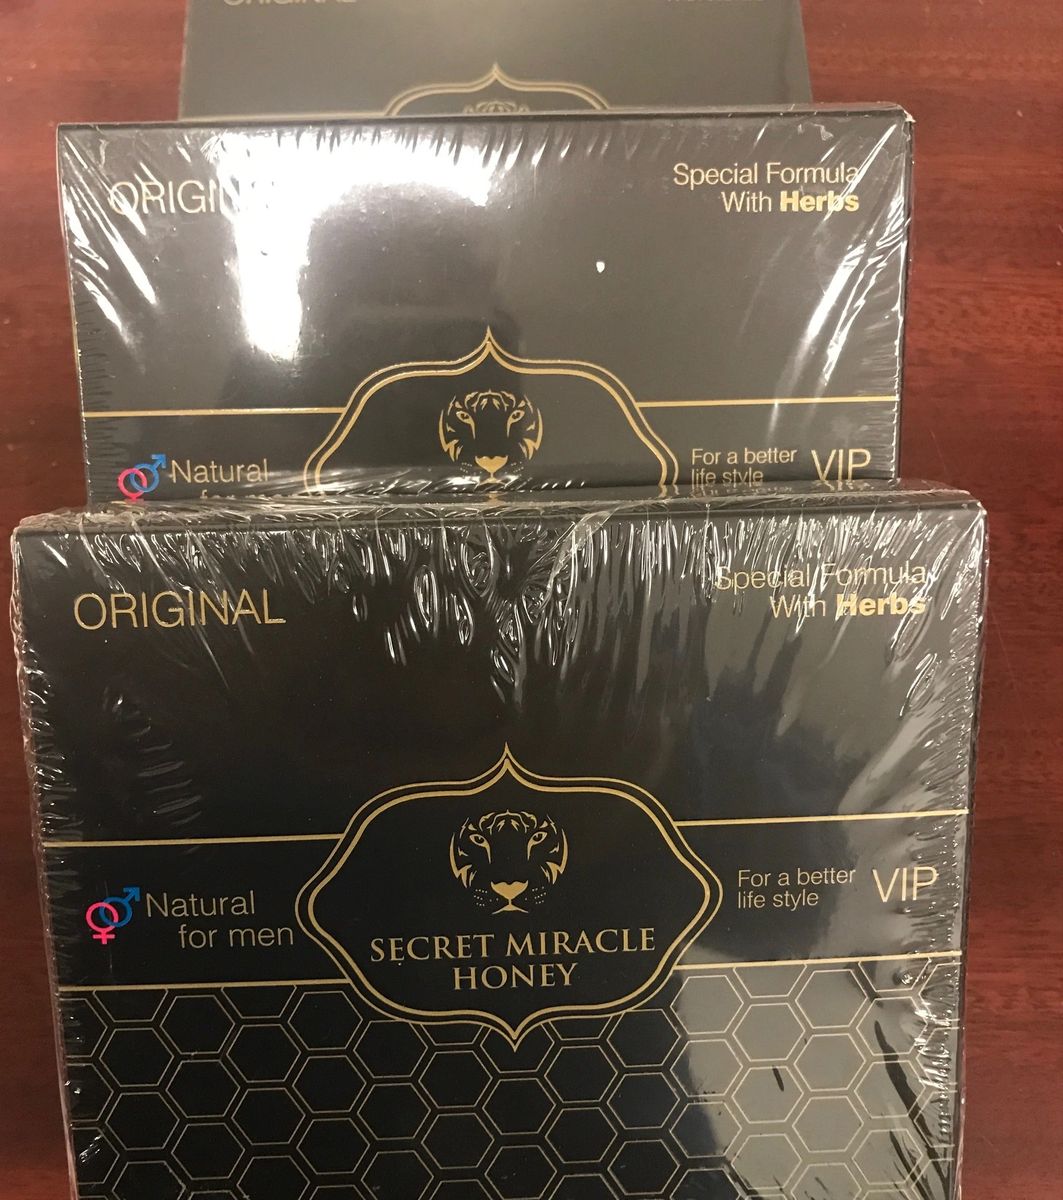 ORIGINAL
Special Formula
With Herbs
Natural
For a better
life style
VIP
ORIGINAL
Special Formula
With Herbs
Natural
for men
SECRET MIRACLE
HONEY
For a better
life style
VIP